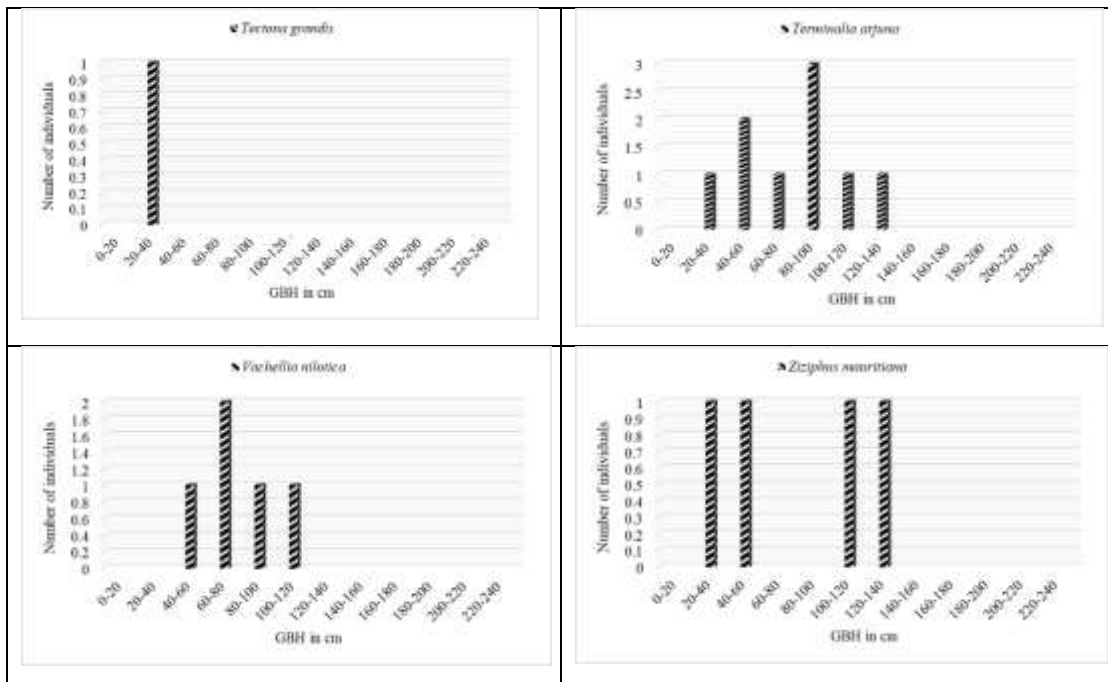 Tectona grandis
Number of individuals
1
0.9
0.8
0.7
0.6
0.5
0.4
0.3
0.2
0.1
0
0-20 20-40 40-60 60-80 80-100 100-120 120-140 140-160 160-180 180-200 200-220 220-240
GBH in cm
Terminalia arjuna
Number of individuals
3
2.5
2
1.5
1
0.5
0
0-20 20-40 40-60 60-80 80-100 100-120 120-140 140-160 160-180 180-200 200-220 220-240
GBH in cm
Vachellia nilotica
Number of individuals
2
1.8
1.6
1.4
1.2
1
0.8
0.6
0.4
0.2
0
0-20 20-40 40-60 60-80 80-100 100-120 120-140 140-160 160-180 180-200 200-220 220-240
GBH in cm
Ziziphus mauritiana
Number of individuals
1
0.9
0.8
0.7
0.6
0.5
0.4
0.3
0.2
0.1
0
0-20 20-40 40-60 60-80 80-100 100-120 120-140 140-160 160-180 180-200 200-220 220-240
GBH in cm